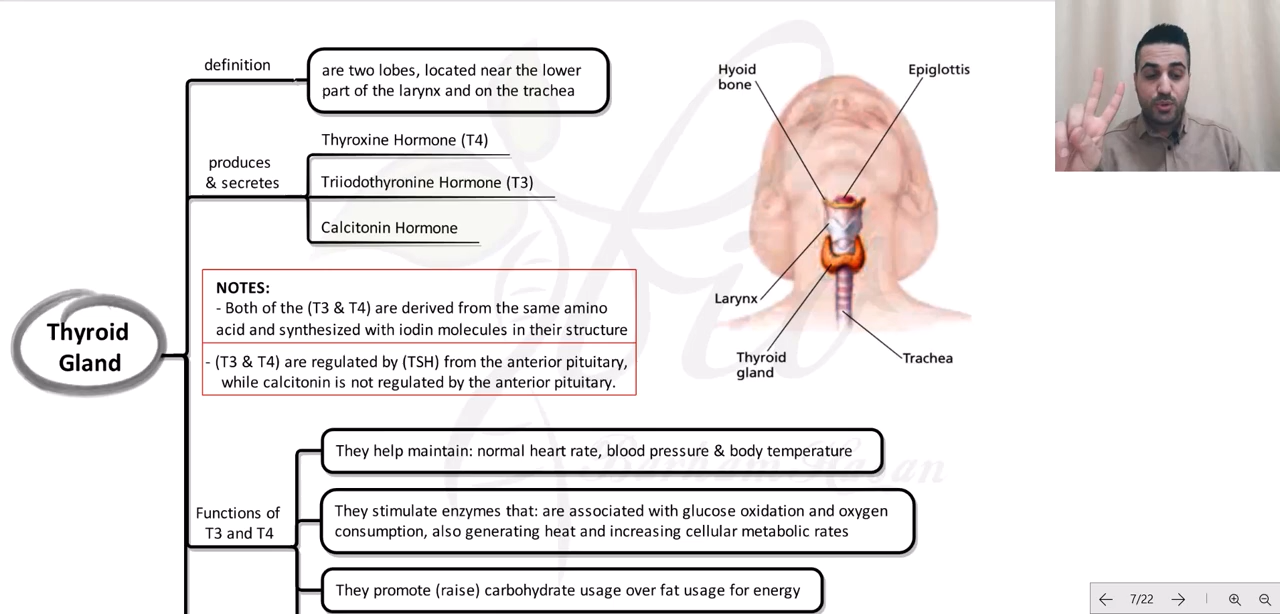 definition
are two lobes, located near the lower
part of the larynx and on the trachea
produces
& secretes
Thyroxine Hormone (T4)
Triiodothyronine Hormone (T3)
Calcitonin Hormone
NOTES:
- Both of the (T3 & T4) are derived from the same amino
acid and synthesized with iodin molecules in their structure
- (T3 & T4) are regulated by (TSH) from the anterior pituitary,
while calcitonin is not regulated by the anterior pituitary.
Thyroid
Gland
Functions of
T3 and T4
They help maintain: normal heart rate, blood pressure & body temperature
They stimulate enzymes that: are associated with glucose oxidation and oxygen
consumption, also generating heat and increasing cellular metabolic rates
They promote (raise) carbohydrate usage over fat usage for energy
Hyoid
bone
Epiglottis
Larynx
Thyroid
gland
Trachea
7/22